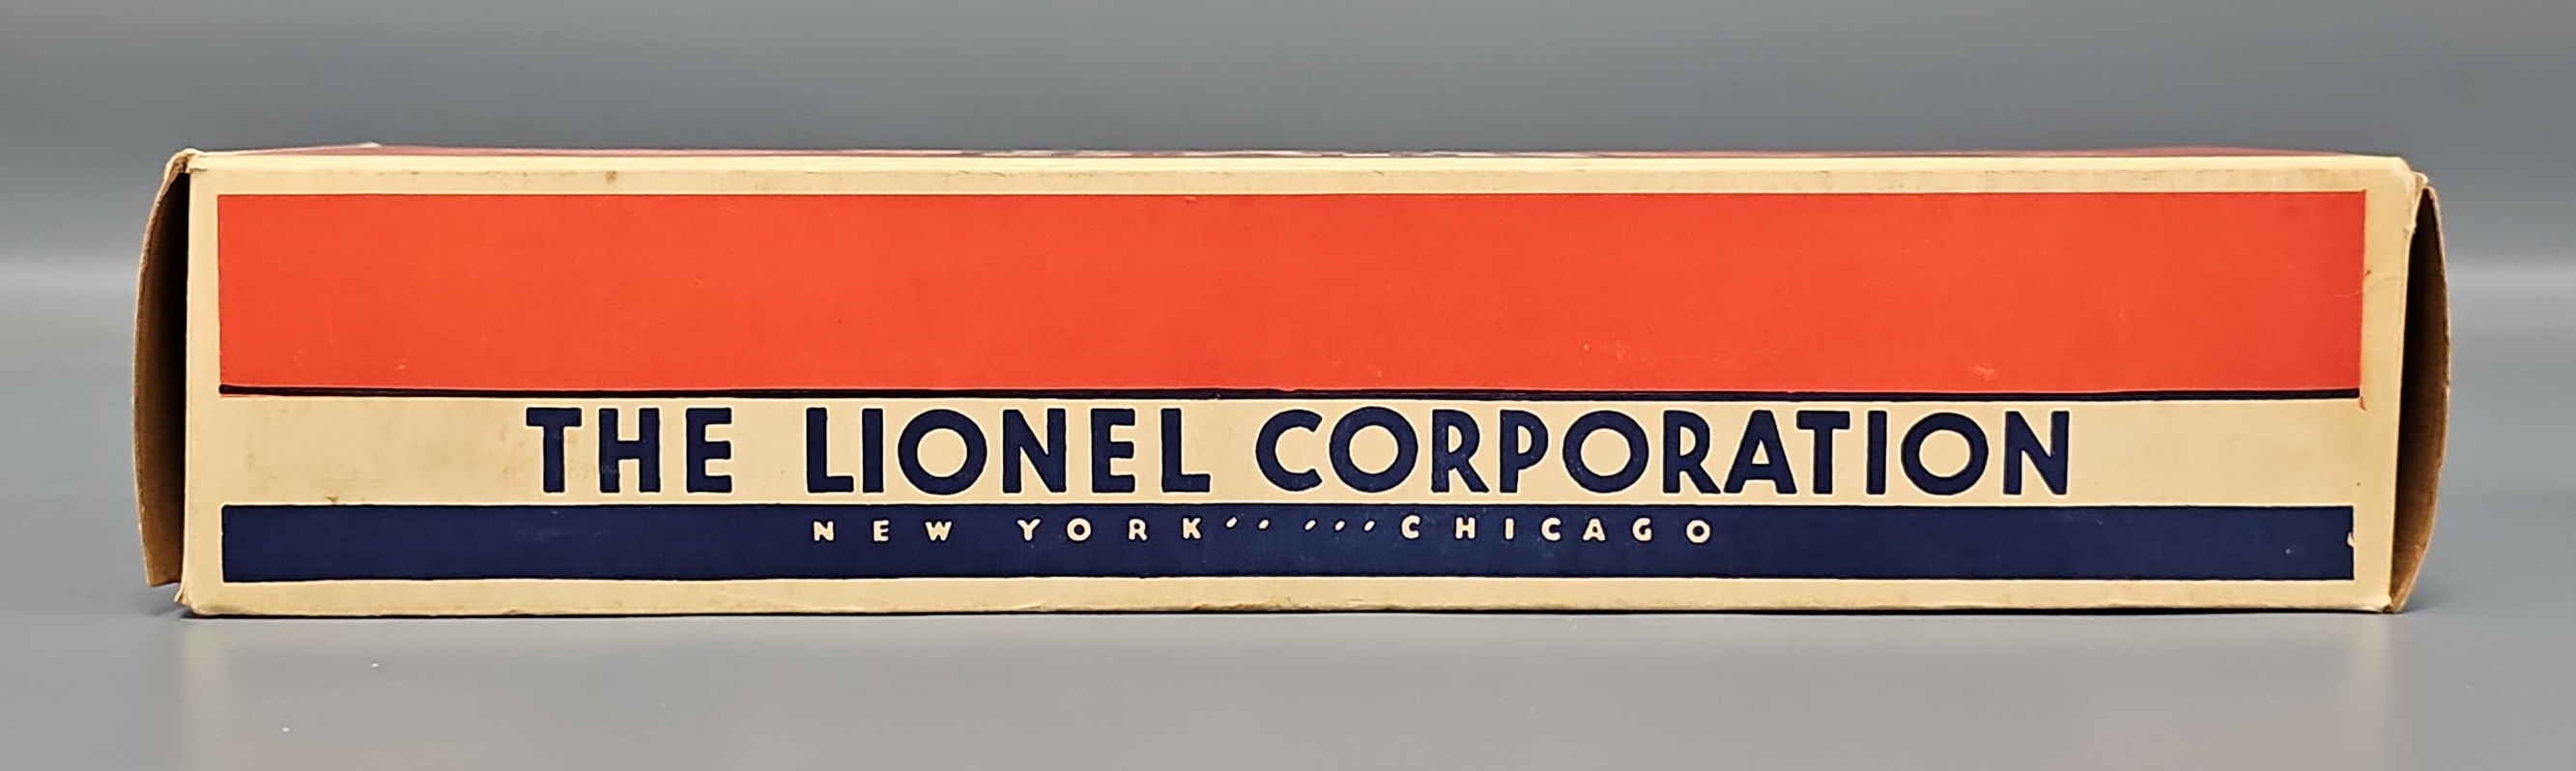 THE LIONEL CORPORATION
NEW YORK·· ···CHICAGO